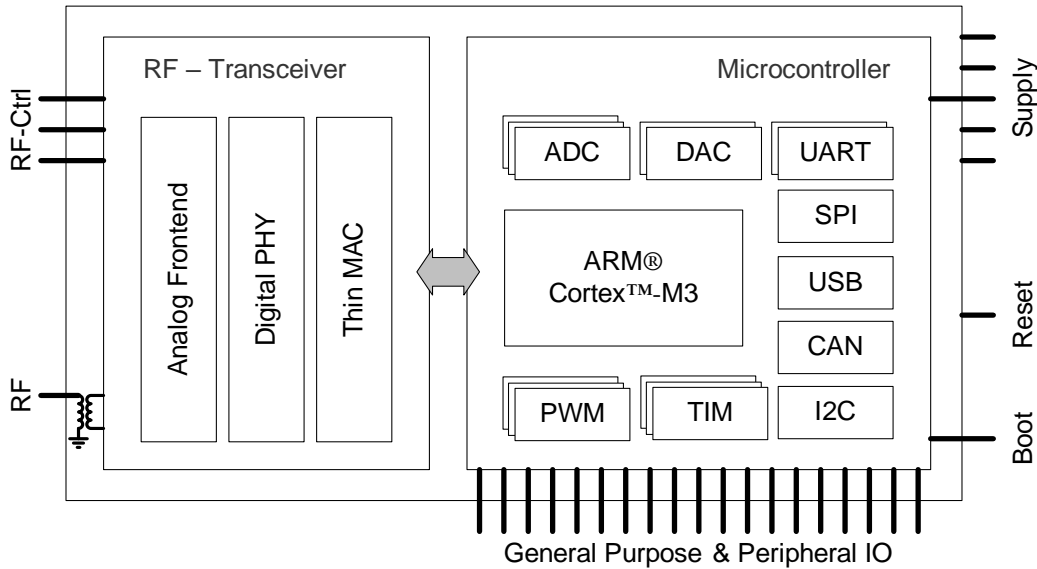 RF – Transceiver
Microcontroller
RF-Ctrl
RF
Analog Frontend
Digital PHY
Thin MAC
ADC
DAC
UART
SPI
ARM®
Cortex™-M3
USB
CAN
PWM
TIM
I2C
Supply
Reset
Boot
General Purpose & Peripheral IO